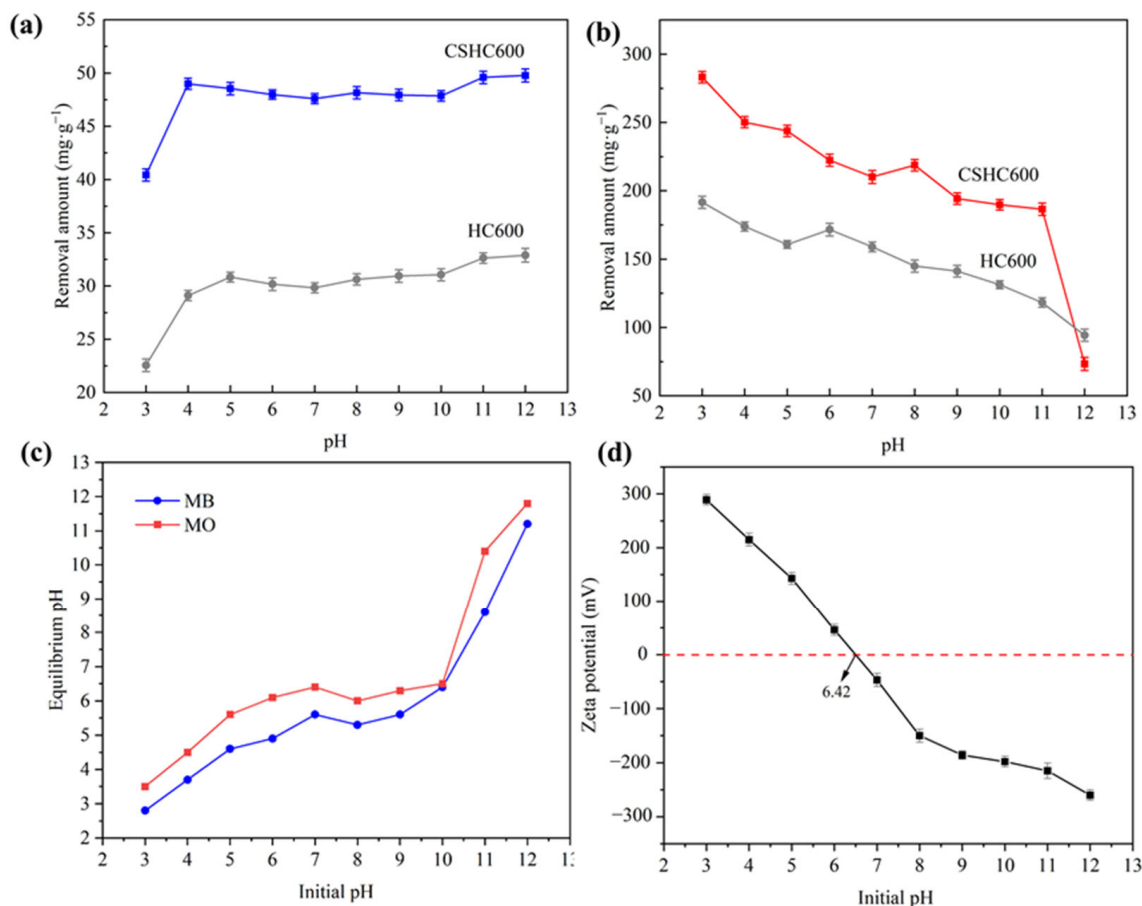 (a)
55
50
45
40
35
30
25
20
Removal amount (mg·g⁻¹)
CSHC600
HC600
2 3 4 5 6 7 8 9 10 11 12 13
pH
(b)
300
250
200
150
100
50
Removal amount (mg·g⁻¹)
CSHC600
HC600
2 3 4 5 6 7 8 9 10 11 12 13
pH
(c)
13
12
11
10
9
8
7
6
5
4
3
2
Equilibrium pH
MB
MO
2 3 4 5 6 7 8 9 10 11 12 13
Initial pH
(d)
300
200
100
0
−100
−200
−300
Zeta potential (mV)
6.42
2 3 4 5 6 7 8 9 10 11 12 13
Initial pH